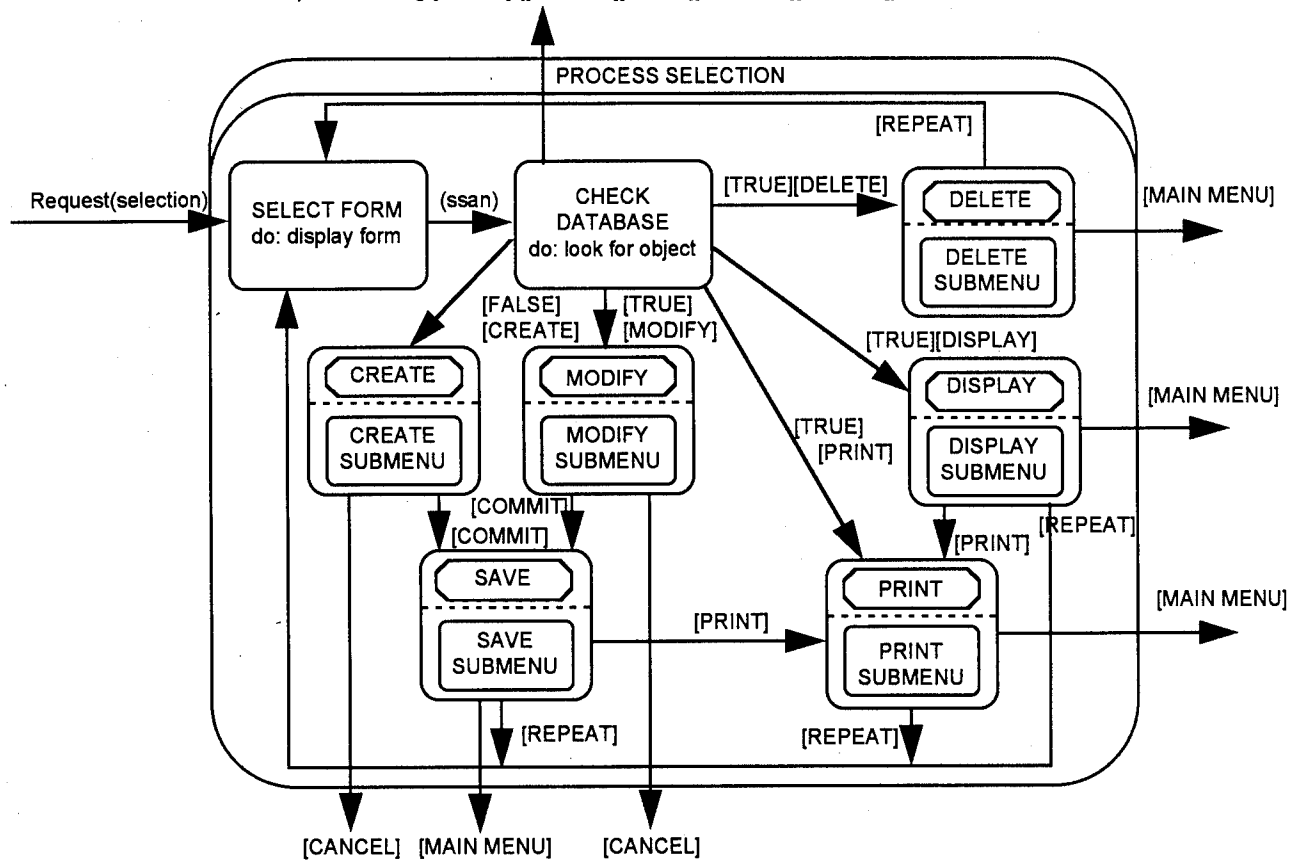 PROCESS SELECTION
[REPEAT]
Request(selection)
SELECT FORM
do: display form
(ssan)
CHECK
DATABASE
do: look for object
[TRUE][DELETE]
DELETE
DELETE
SUBMENU
[MAIN MENU]
[FALSE]
[CREATE]
[TRUE]
[MODIFY]
[TRUE][DISPLAY]
CREATE
CREATE
SUBMENU
MODIFY
MODIFY
SUBMENU
DISPLAY
DISPLAY
SUBMENU
[MAIN MENU]
[TRUE]
[PRINT]
[COMMIT]
[COMMIT]
[PRINT]
[REPEAT]
SAVE
SAVE
SUBMENU
[PRINT]
PRINT
PRINT
SUBMENU
[MAIN MENU]
[REPEAT]
[REPEAT]
[CANCEL]
[MAIN MENU]
[CANCEL]